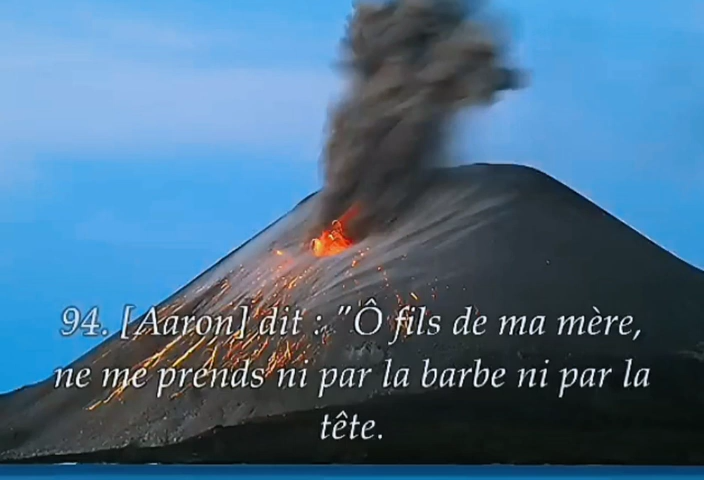 94. [Aaron] dit : "Ô fils de ma mère,
ne me prends ni par la barbe ni par la
tête.